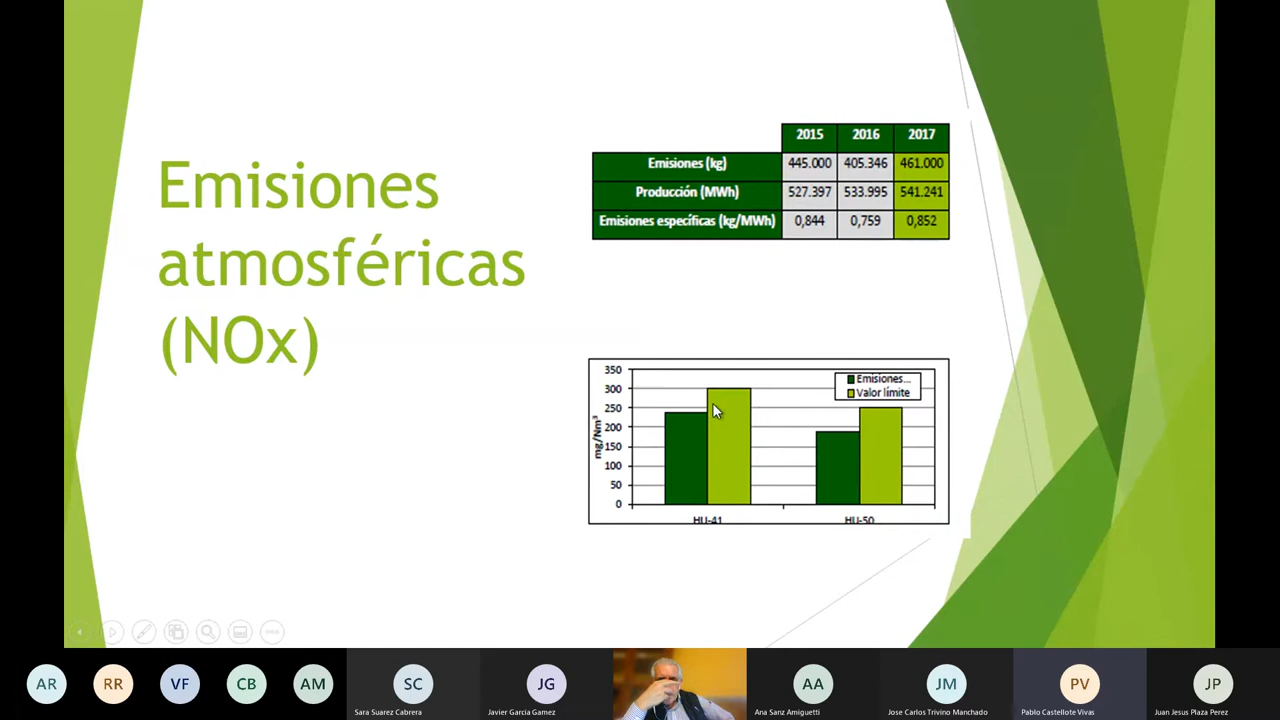 Emisiones
atmosféricas
(NOx)
2015 2016 2017
Emisiones (kg) 445.000 405.346 461.000
Producción (MWh) 527.397 533.995 541.241
Emisiones específicas (kg/MWh) 0,844 0,759 0,852
350
300
250
200
150
100
50
0
mg/Nm³
Emisiones...
Valor límite
HU-41 HU-50
AR RR VF CB AM SC JG AA JM PV JP
Sara Suarez Cabrera Javier Garcia Gamez Ana Sanz Amiguetti Jose Carlos Trivino Manchado Pablo Castellote Vivas Juan Jesus Plaza Perez